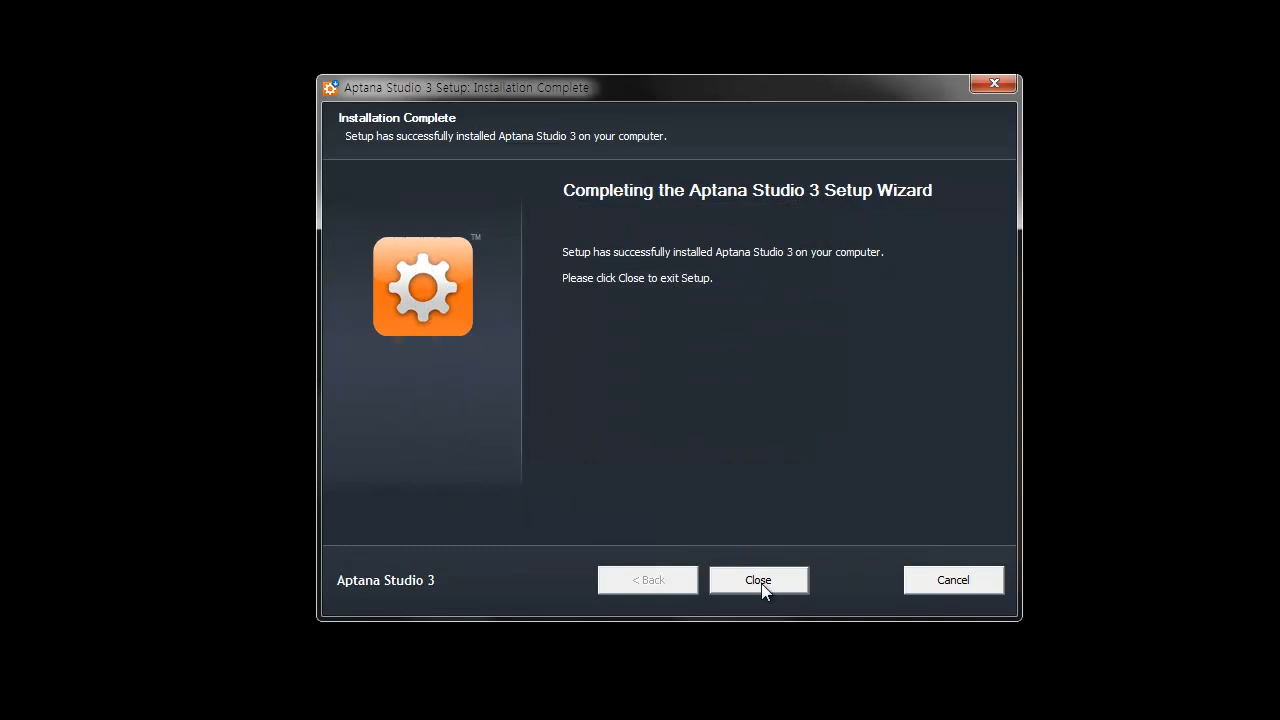 Aptana Studio 3 Setup: Installation Complete
Installation Complete
Setup has successfully installed Aptana Studio 3 on your computer.
Completing the Aptana Studio 3 Setup Wizard
TM
Setup has successfully installed Aptana Studio 3 on your computer.
Please click Close to exit Setup.
Aptana Studio 3
< Back
Close
Cancel